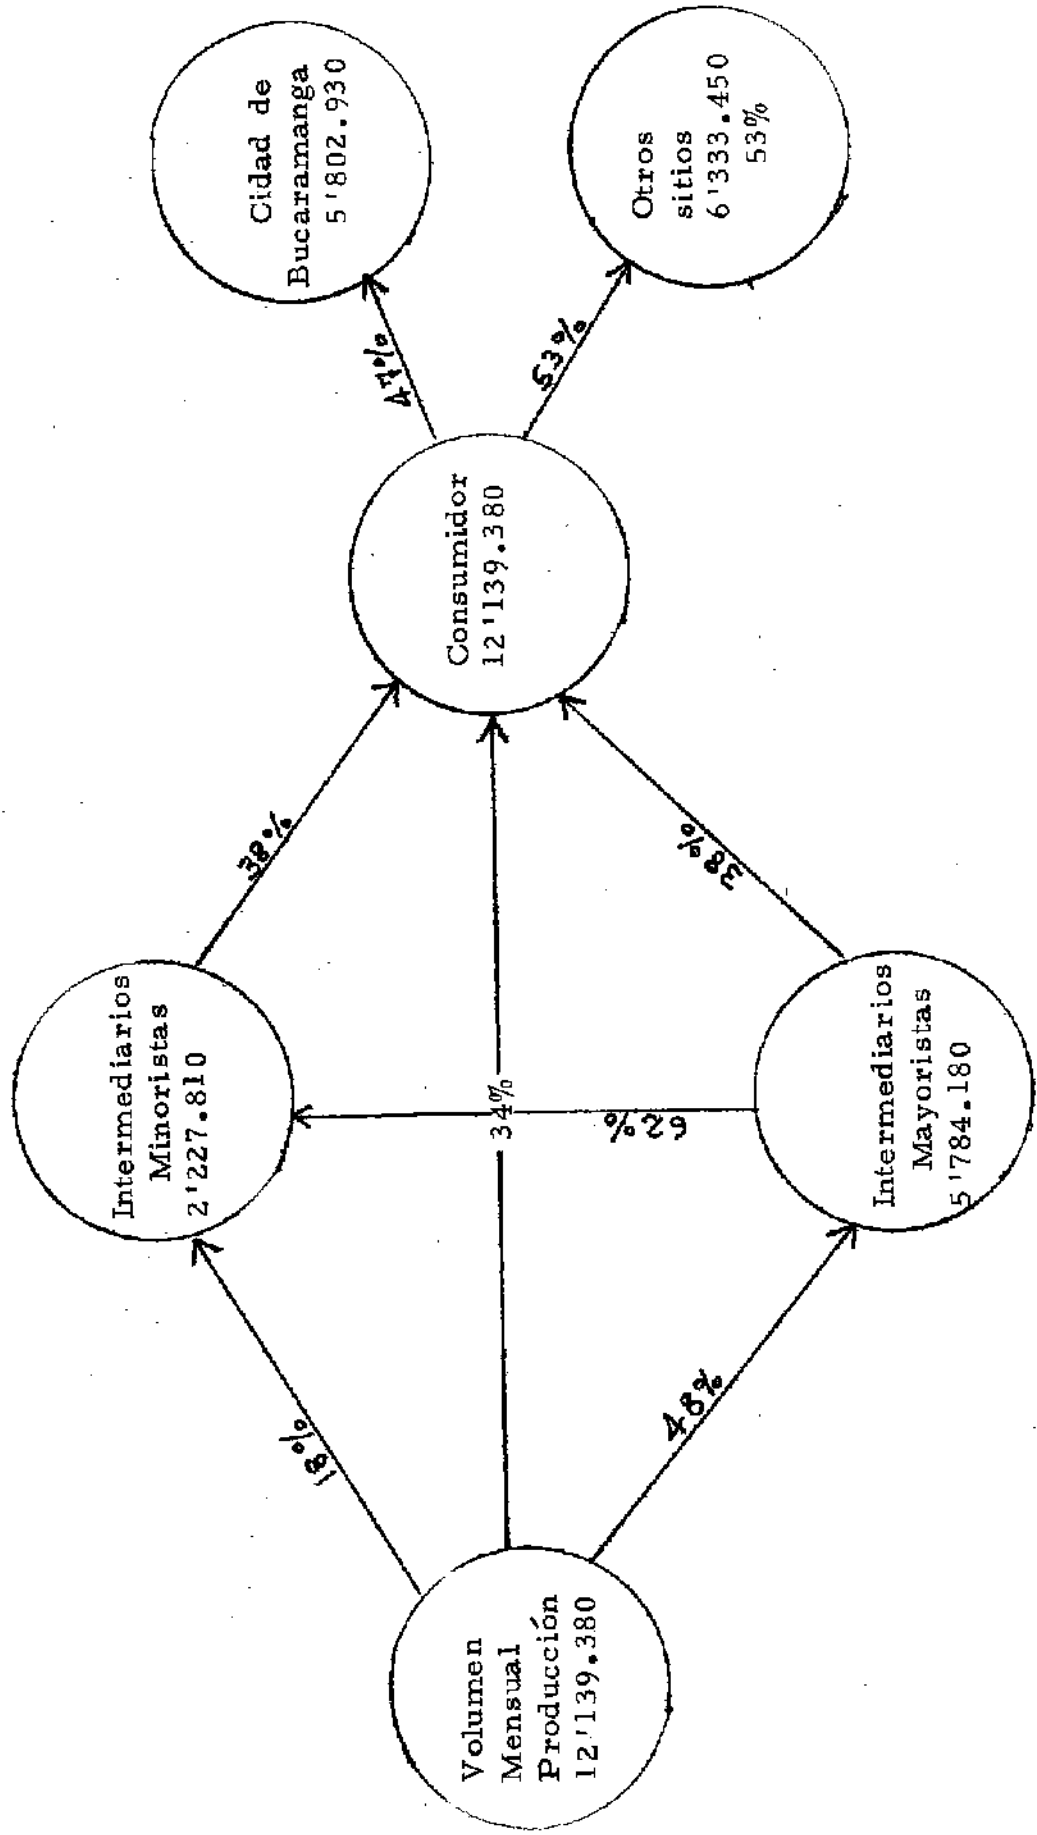 Volumen
Mensual
Producción
12'139.380
18%
34%
48%
Intermediarios
Minoristas
2'227.810
62%
Intermediarios
Mayoristas
5'784.180
38%
38%
Consumidor
12'139.380
47%
53%
Cidad de
Bucaramanga
5'802.930
Otros
sitios
6'333.450
53%